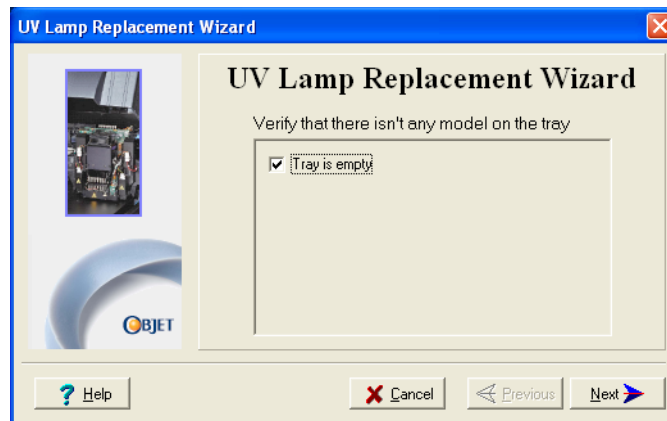 UV Lamp Replacement Wizard
UV Lamp Replacement Wizard
Verify that there isn't any model on the tray
Tray is empty
OBJET
Help
Cancel
Previous
Next